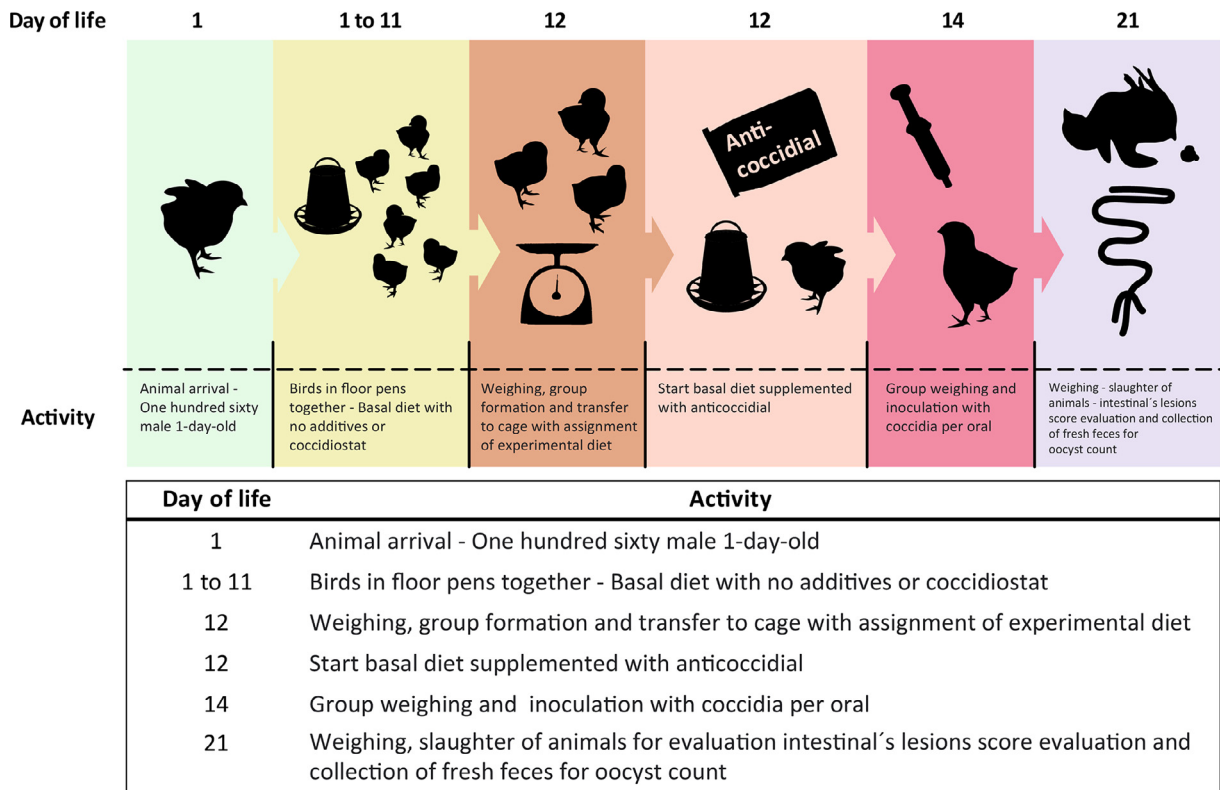 Day of life 1 1 to 11 12 12 14 21
Anti-
coccidial
Activity
Animal arrival -
One hundred sixty
male 1-day-old
Birds in floor pens
together - Basal diet with
no additives or
coccidiostat
Weighing, group
formation and transfer
to cage with assignment
of experimental diet
Start basal diet supplemented
with anticoccidial
Group weighing and
inoculation with
coccidia per oral
Weighing - slaughter of
animals - intestinal´s lesions
score evaluation and collection
of fresh feces for
oocyst count
Day of life Activity
1 Animal arrival - One hundred sixty male 1-day-old
1 to 11 Birds in floor pens together - Basal diet with no additives or coccidiostat
12 Weighing, group formation and transfer to cage with assignment of experimental diet
12 Start basal diet supplemented with anticoccidial
14 Group weighing and  inoculation with coccidia per oral
21 Weighing, slaughter of animals for evaluation intestinal´s lesions score evaluation and
collection of fresh feces for oocyst count